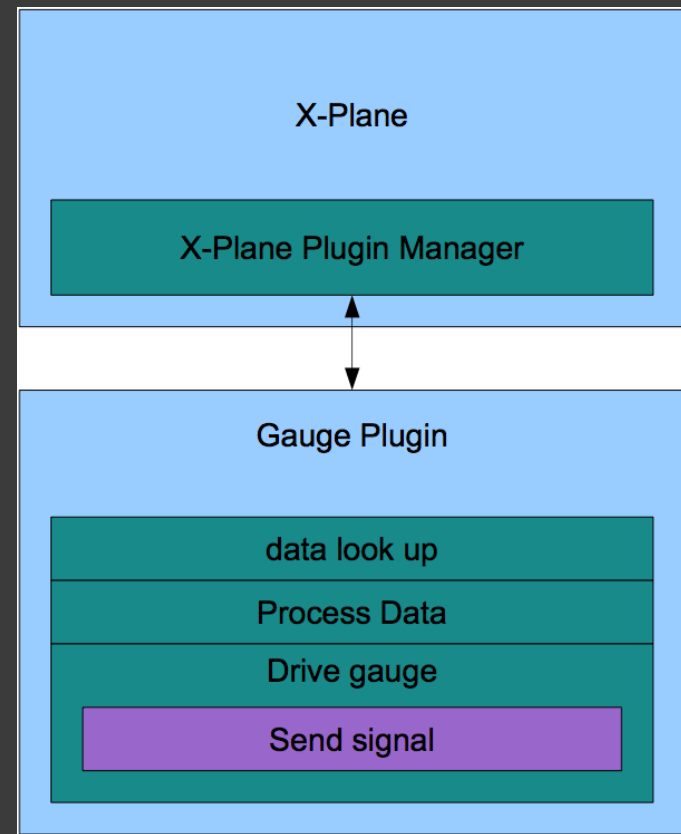 X-Plane
X-Plane Plugin Manager
Gauge Plugin
data look up
Process Data
Drive gauge
Send signal